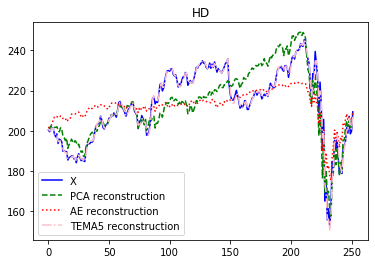 HD
240
220
200
180
160
X
PCA reconstruction
AE reconstruction
TEMA5 reconstruction
0 50 100 150 200 250